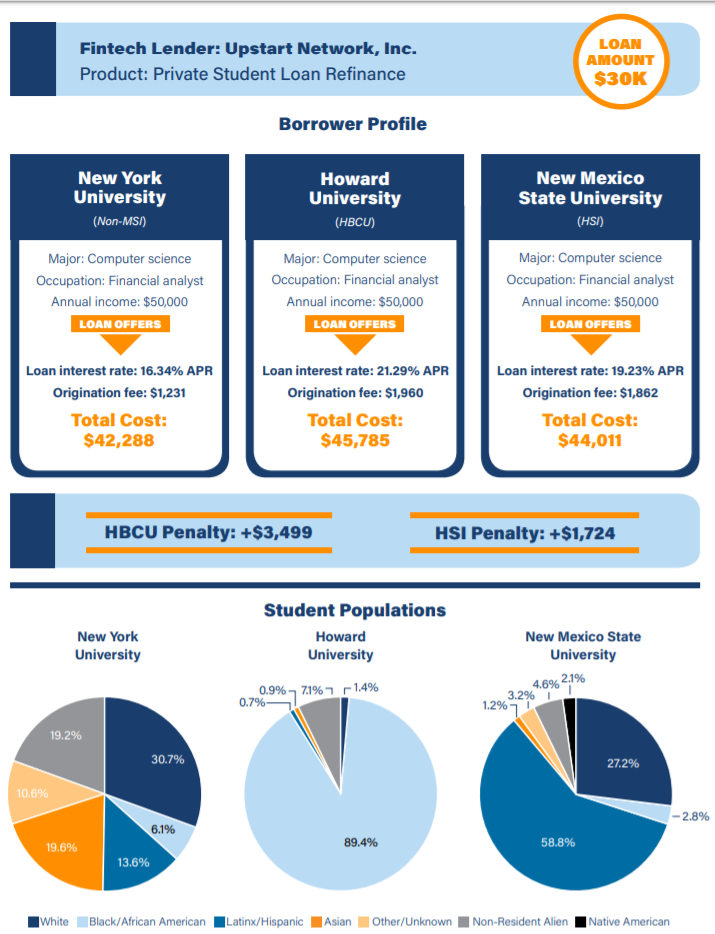 Fintech Lender: Upstart Network, Inc.
Product: Private Student Loan Refinance
LOAN
AMOUNT
$30K
Borrower Profile
New York
University
(Non-MSI)
Major: Computer science
Occupation: Financial analyst
Annual income: $50,000
LOAN OFFERS
Loan interest rate: 16.34% APR
Origination fee: $1,231
Total Cost:
$42,288
Howard
University
(HBCU)
Major: Computer science
Occupation: Financial analyst
Annual income: $50,000
LOAN OFFERS
Loan interest rate: 21.29% APR
Origination fee: $1,960
Total Cost:
$45,785
New Mexico
State University
(HSI)
Major: Computer science
Occupation: Financial analyst
Annual income: $50,000
LOAN OFFERS
Loan interest rate: 19.23% APR
Origination fee: $1,862
Total Cost:
$44,011
HBCU Penalty: +$3,499
HSI Penalty: +$1,724
Student Populations
New York
University
30.7%
6.1%
13.6%
19.6%
10.6%
19.2%
Howard
University
0.7%
0.9%
7.1%
1.4%
89.4%
New Mexico State
University
1.2%
3.2%
4.6%
2.1%
27.2%
2.8%
58.8%
White
Black/African American
Latinx/Hispanic
Asian
Other/Unknown
Non-Resident Alien
Native American